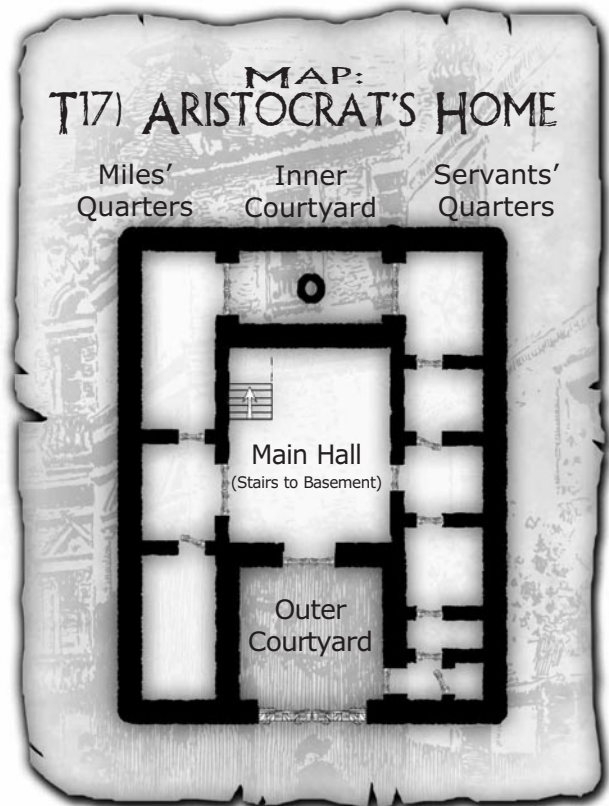 Map:
T17) Aristocrat's Home
Miles'
Quarters
Inner
Courtyard
Servants'
Quarters
Main Hall
(Stairs to Basement)
Outer
Courtyard